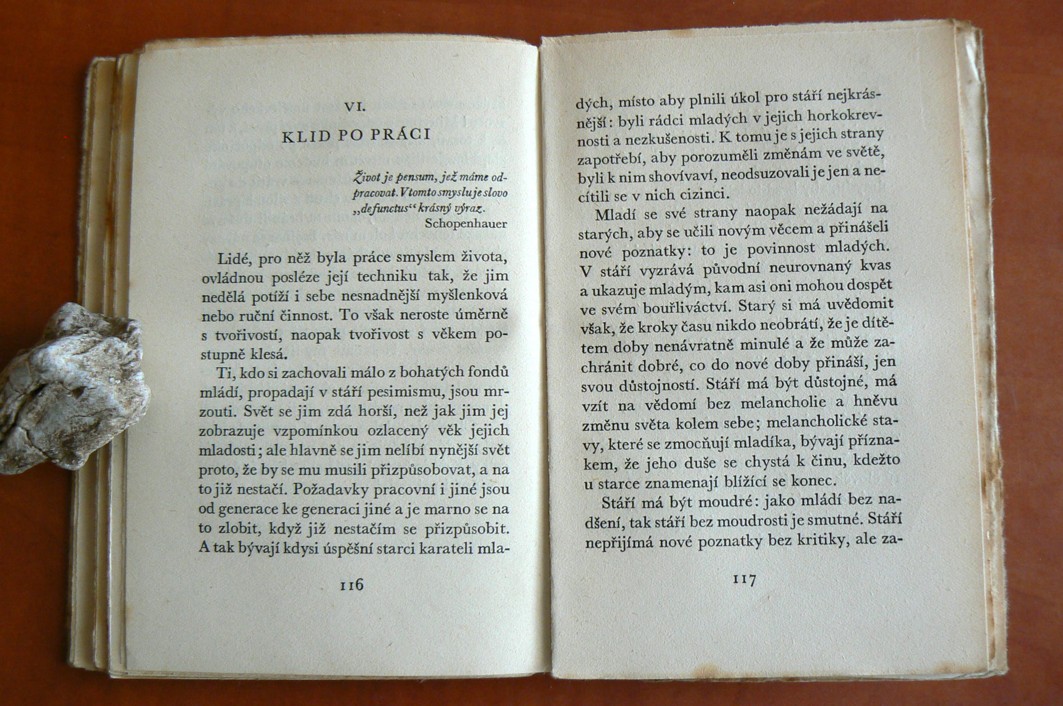 VI.
KLID PO PRÁCI
Život je pensum, jež máme od-
pracovat. V tomto smyslu je slovo
„defunctus“ krásný výraz.
Schopenhauer
Lidé, pro něž byla práce smyslem života,
ovládnou posléze její techniku tak, že jim
nedělá potíží i sebe nesnadnější myšlenková
nebo ruční činnost. To však neroste úměrně
s tvořivostí, naopak tvořivost s věkem po-
stupně klesá.
Ti, kdo si zachovali málo z bohatých fondů
mládí, propadají v stáří pesimismu, jsou mr-
zouti. Svět se jim zdá horší, než jak jim jej
zobrazuje vzpomínkou ozlacený věk jejich
mladosti; ale hlavně se jim nelíbí nynější svět
proto, že by se mu musili přizpůsobovat, a na
to již nestačí. Požadavky pracovní i jiné jsou
od generace ke generaci jiné a je marno se na
to zlobit, když již nestačím se přizpůsobit.
A tak bývají kdysi úspěšní starci karateli mla-
116
dých, místo aby plnili úkol pro stáří nejkrás-
nější: byli rádci mladých v jejich horkokrev-
nosti a nezkušenosti. K tomu je s jejich strany
zapotřebí, aby porozuměli změnám ve světě,
byli k nim shovívaví, neodsuzovali je jen a ne-
cítili se v nich cizinci.
Mladí se své strany naopak nežádají na
starých, aby se učili novým věcem a přinášeli
nové poznatky: to je povinnost mladých.
V stáří vyzrává původní neurovnaný kvas
a ukazuje mladým, kam asi oni mohou dospět
ve svém bouřliváctví. Starý si má uvědomit
však, že kroky času nikdo neobrátí, že je dítě-
tem doby nenávratně minulé a že může za-
chránit dobré, co do nové doby přináší, jen
svou důstojností. Stáří má být důstojné, má
vzít na vědomí bez melancholie a hněvu
změnu světa kolem sebe; melancholické sta-
vy, které se zmocňují mladíka, bývají přízna-
kem, že jeho duše se chystá k činu, kdežto
u starce znamenají blížící se konec.
Stáří má být moudré: jako mládí bez na-
dšení, tak stáří bez moudrosti je smutné. Stáří
nepřijímá nové poznatky bez kritiky, ale za-
117